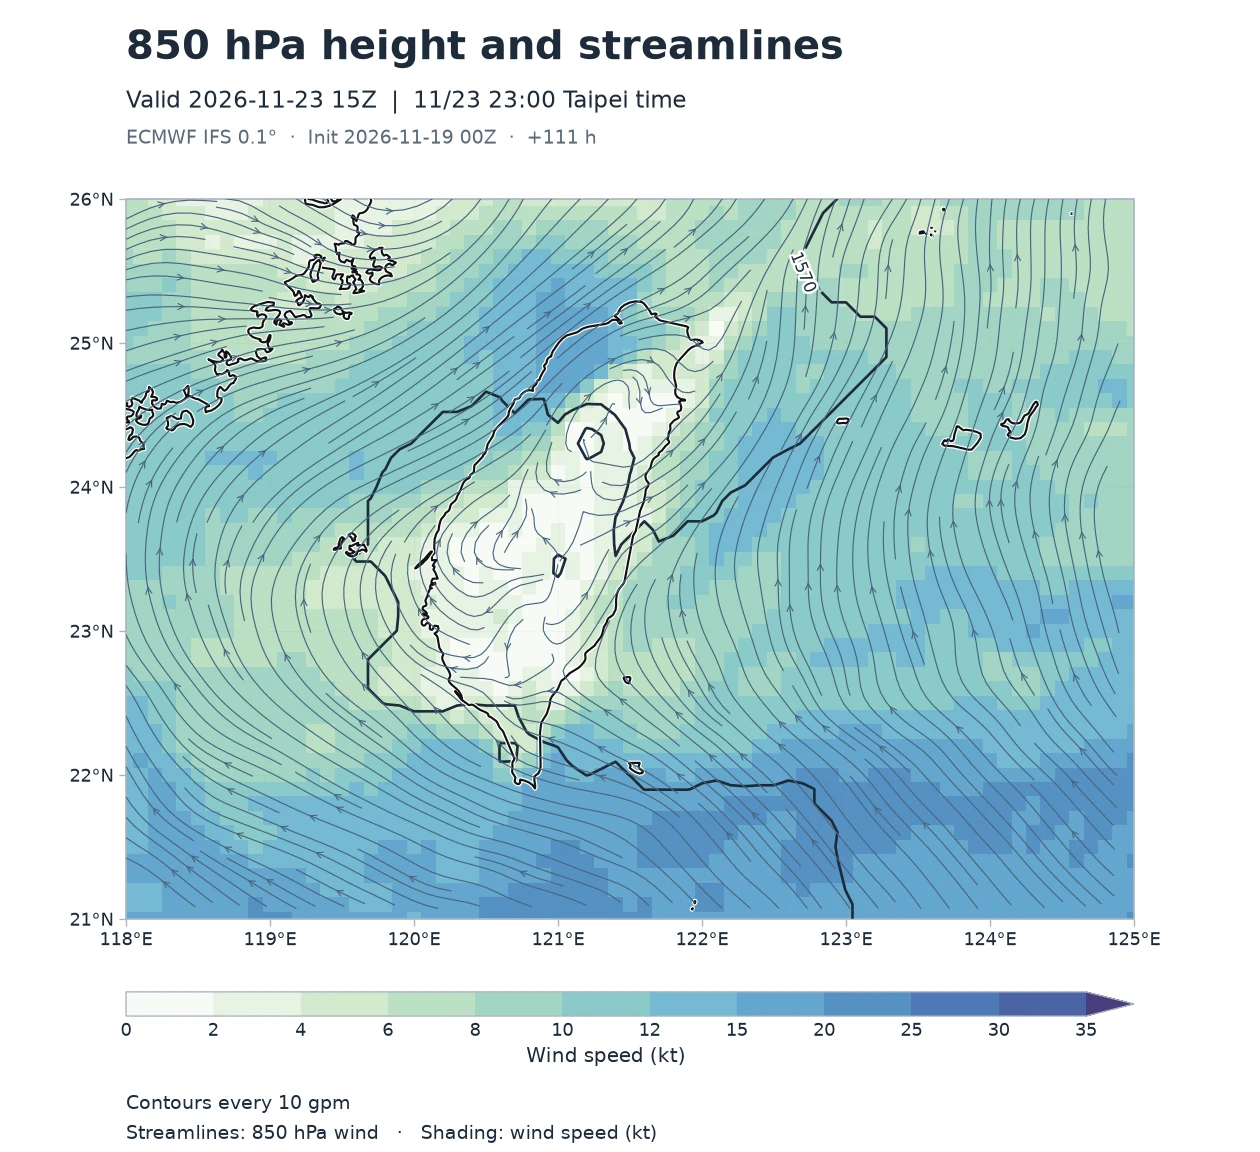 850 hPa height and streamlines
Valid 2026-11-23 15Z | 11/23 23:00 Taipei time
ECMWF IFS 0.1° · Init 2026-11-19 00Z · +111 h
26°N
25°N
24°N
23°N
22°N
21°N
1570
118°E 119°E 120°E 121°E 122°E 123°E 124°E 125°E
0 2 4 6 8 10 12 15 20 25 30 35
Wind speed (kt)
Contours every 10 gpm
Streamlines: 850 hPa wind · Shading: wind speed (kt)